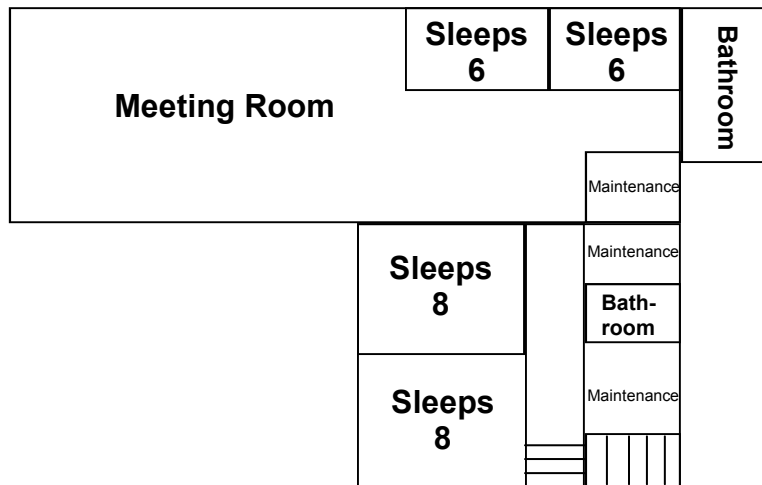 Sleeps
6
Sleeps
6
Bathroom
Meeting Room
Maintenance
Maintenance
Sleeps
8
Bath-
room
Sleeps
8
Maintenance